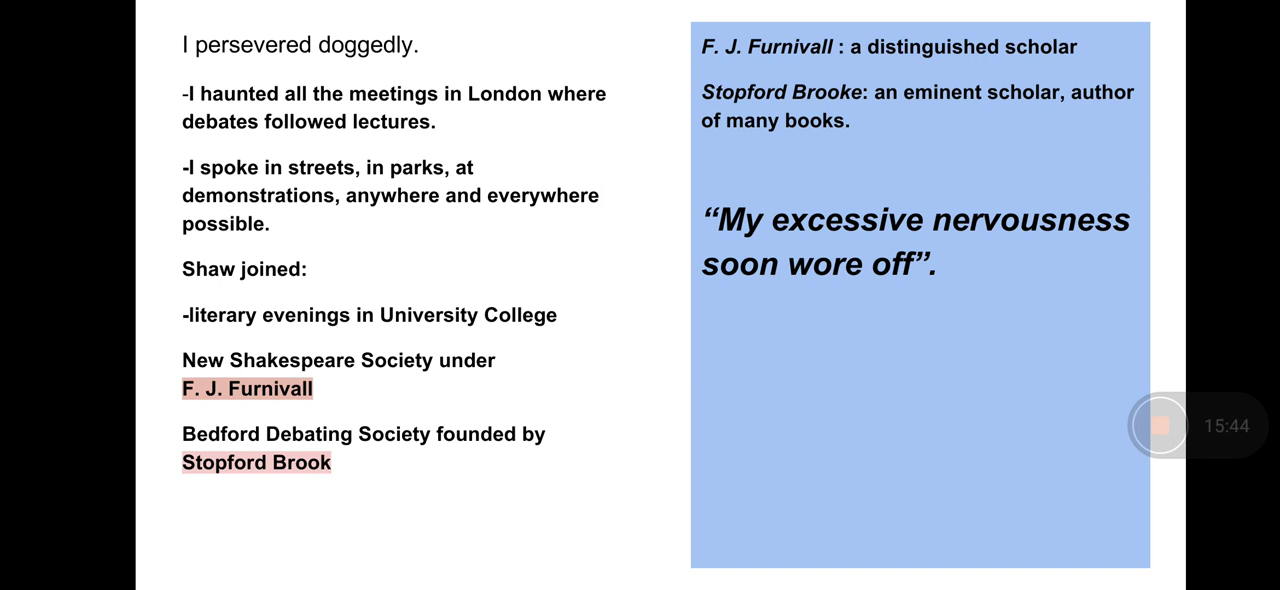 I persevered doggedly.
-I haunted all the meetings in London where
debates followed lectures.
-I spoke in streets, in parks, at
demonstrations, anywhere and everywhere
possible.
Shaw joined:
-literary evenings in University College
New Shakespeare Society under
F. J. Furnivall
Bedford Debating Society founded by
Stopford Brook
F. J. Furnivall : a distinguished scholar
Stopford Brooke: an eminent scholar, author
of many books.
“My excessive nervousness
soon wore off”.
15:44